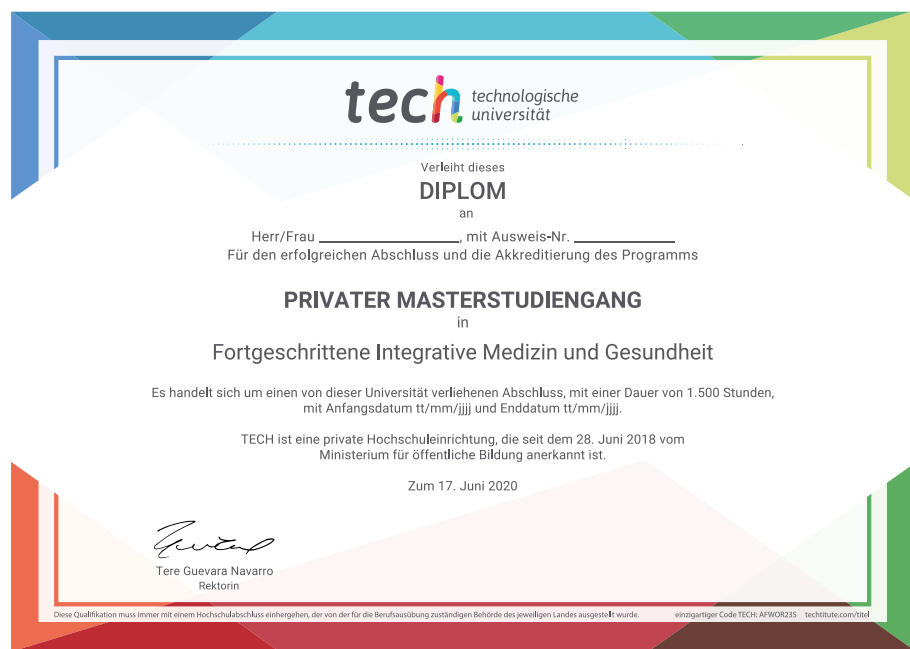 tech technologische
universität
Verleiht dieses
DIPLOM
an
Herr/Frau ____________________, mit Ausweis-Nr. ______________
Für den erfolgreichen Abschluss und die Akkreditierung des Programms
PRIVATER MASTERSTUDIENGANG
in
Fortgeschrittene Integrative Medizin und Gesundheit
Es handelt sich um einen von dieser Universität verliehenen Abschluss, mit einer Dauer von 1.500 Stunden,
mit Anfangsdatum tt/mm/jjjj und Enddatum tt/mm/jjjj.
TECH ist eine private Hochschuleinrichtung, die seit dem 28. Juni 2018 vom
Ministerium für öffentliche Bildung anerkannt ist.
Zum 17. Juni 2020
Tere Guevara Navarro
Rektorin
Diese Qualifikation muss immer mit einem Hochschulabschluss einhergehen, der von der für die Berufsausübung zuständigen Behörde des jeweiligen Landes ausgestellt wurde. einzigartiger Code TECH: AFWOR23S techtitute.com/titel